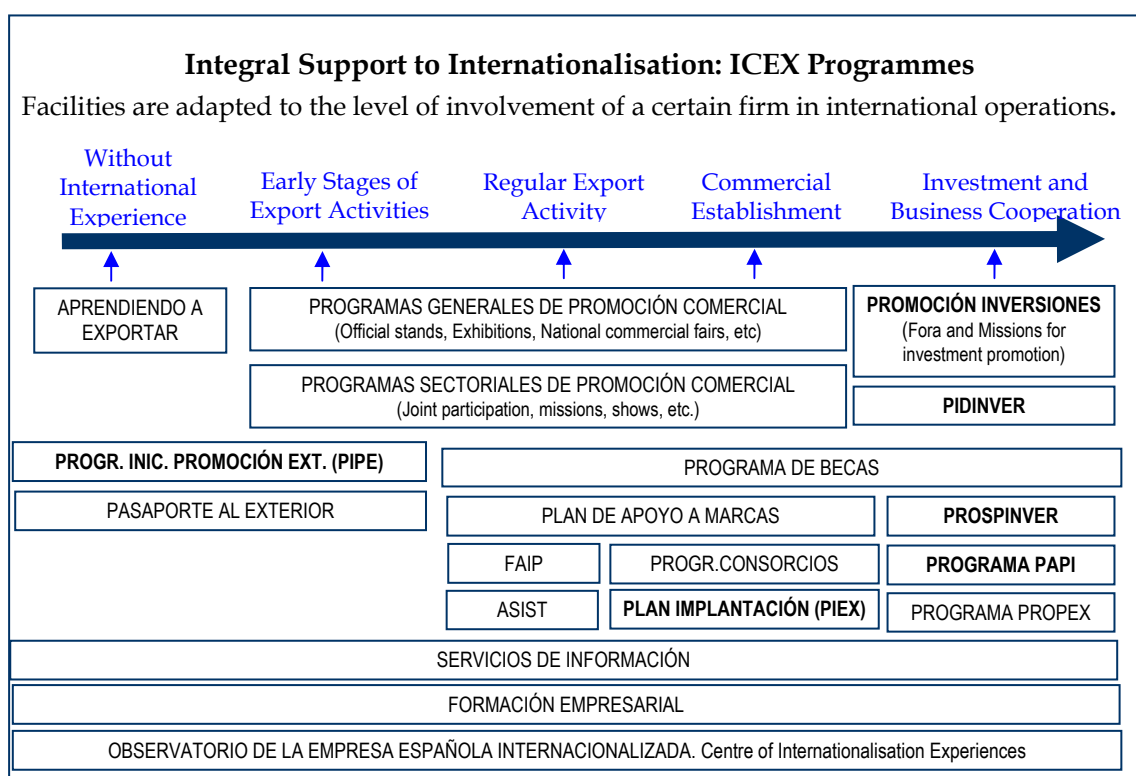 Integral Support to Internationalisation: ICEX Programmes
Facilities are adapted to the level of involvement of a certain firm in international operations.
Without
International
Experience
Early Stages of
Export Activities
Regular Export
Activity
Commercial
Establishment
Investment and
Business Cooperation
APRENDIENDO A
EXPORTAR
PROGRAMAS GENERALES DE PROMOCIÓN COMERCIAL
(Official stands, Exhibitions, National commercial fairs, etc)
PROMOCIÓN INVERSIONES
(Fora and Missions for
investment promotion)
PROGRAMAS SECTORIALES DE PROMOCIÓN COMERCIAL
(Joint participation, missions, shows, etc.)
PIDINVER
PROGR. INIC. PROMOCIÓN EXT. (PIPE)
PROGRAMA DE BECAS
PASAPORTE AL EXTERIOR
PLAN DE APOYO A MARCAS
PROSPINVER
FAIP
PROGR.CONSORCIOS
PROGRAMA PAPI
ASIST
PLAN IMPLANTACIÓN (PIEX)
PROGRAMA PROPEX
SERVICIOS DE INFORMACIÓN
FORMACIÓN EMPRESARIAL
OBSERVATORIO DE LA EMPRESA ESPAÑOLA INTERNACIONALIZADA. Centre of Internationalisation Experiences